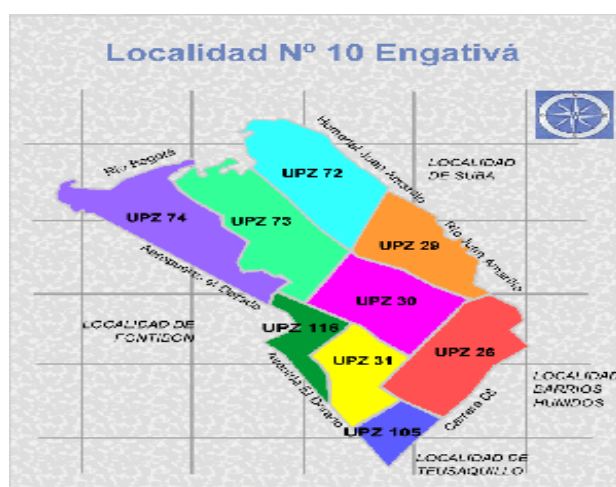 Localidad Nº 10 Engativá
Humedal Juan Amarillo
LOCALIDAD
DE SUBA
Río Bogotá
UPZ 72
UPZ 74
UPZ 73
UPZ 29
Río Juan Amarillo
Aeropuerto El Dorado
UPZ 30
LOCALIDAD DE
FONTIBON
UPZ 116
UPZ 31
UPZ 26
LOCALIDAD
BARRIOS
HUNIDOS
Avenida El Dorado
Carrera 68
UPZ 105
LOCALIDAD DE
TEUSAQUILLO